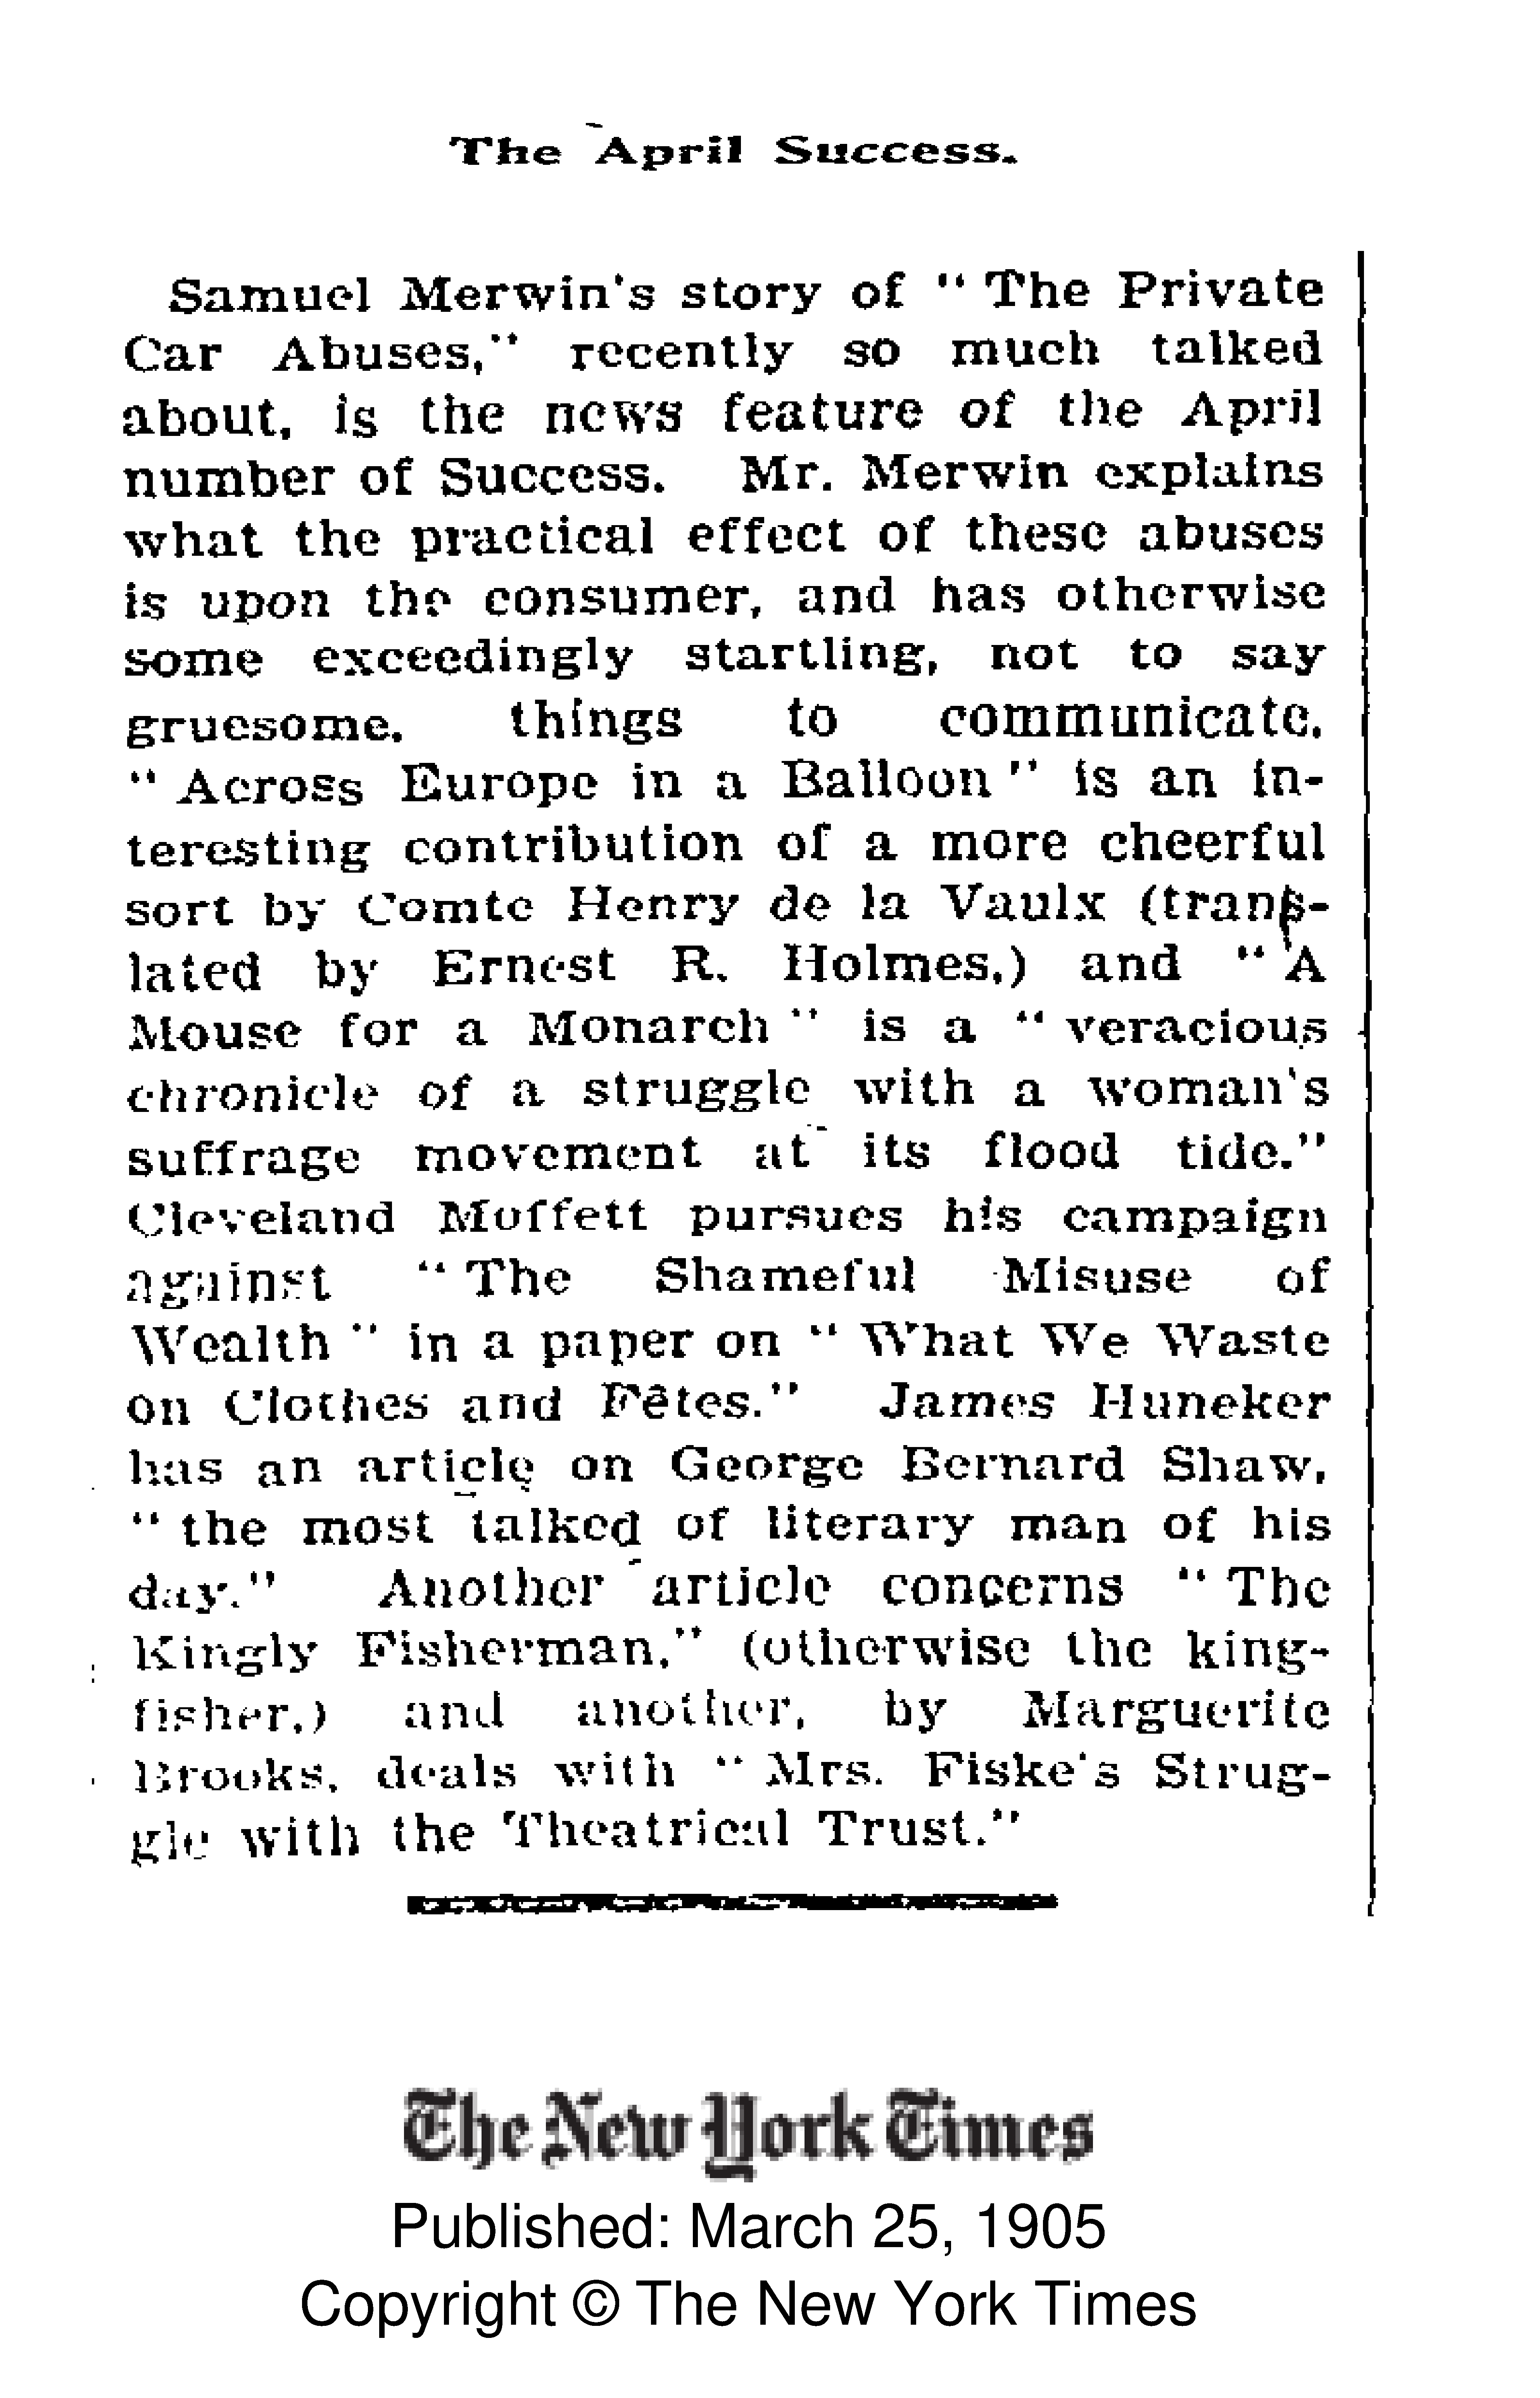 The April Success.
Samuel Merwin's story of " The Private
Car Abuses," recently so much talked
about, is the news feature of the April
number of Success. Mr. Merwin explains
what the practical effect of these abuses
is upon the consumer, and has otherwise
some exceedingly startling, not to say
gruesome, things to communicate.
" Across Europe in a Balloon " is an in-
teresting contribution of a more cheerful
sort by Comte Henry de la Vaulx (trans-
lated by Ernest R. Holmes,) and " A
Mouse for a Monarch " is a " veracious
chronicle of a struggle with a woman's
suffrage movement at its flood tide."
Cleveland Moffett pursues his campaign
against " The Shameful Misuse of
Wealth " in a paper on " What We Waste
on Clothes and Fêtes." James Huneker
has an article on George Bernard Shaw,
" the most talked of literary man of his
day." Another article concerns " The
Kingly Fisherman," (otherwise the king-
fisher,) and another, by Marguerite
Brooks, deals with " Mrs. Fiske's Strug-
gle with the Theatrical Trust."
The New York Times
Published: March 25, 1905
Copyright © The New York Times